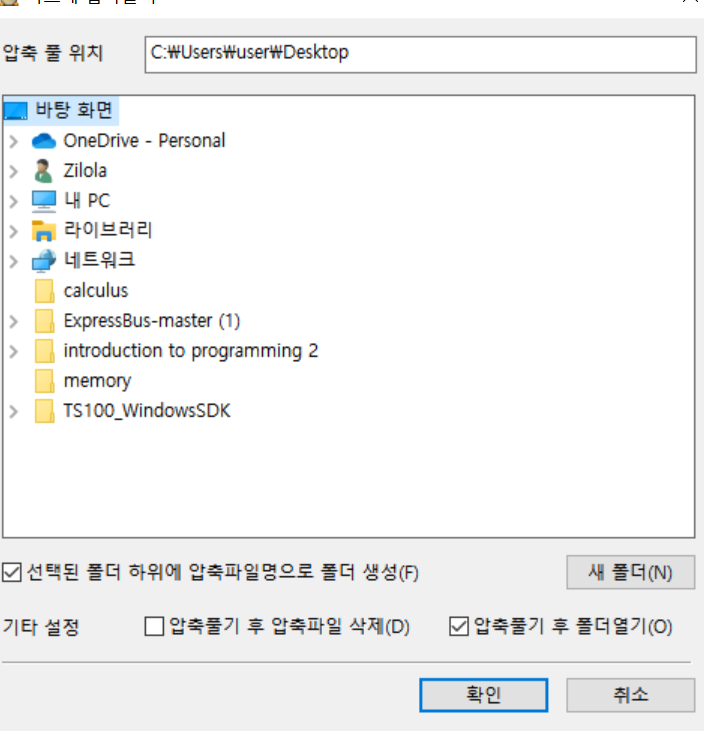 압축 풀 위치 C:₩Users₩user₩Desktop
바탕 화면
OneDrive - Personal
Zilola
내 PC
라이브러리
네트워크
calculus
ExpressBus-master (1)
introduction to programming 2
memory
TS100_WindowsSDK
선택된 폴더 하위에 압축파일명으로 폴더 생성(F) 새 폴더(N)
기타 설정 압축풀기 후 압축파일 삭제(D) 압축풀기 후 폴더열기(O)
확인 취소